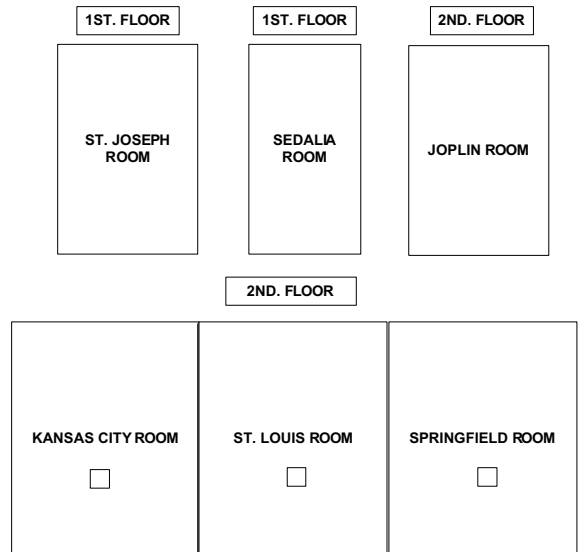 1ST. FLOOR
1ST. FLOOR
2ND. FLOOR
ST. JOSEPH
ROOM
SEDALIA
ROOM
JOPLIN ROOM
2ND. FLOOR
KANSAS CITY ROOM
ST. LOUIS ROOM
SPRINGFIELD ROOM